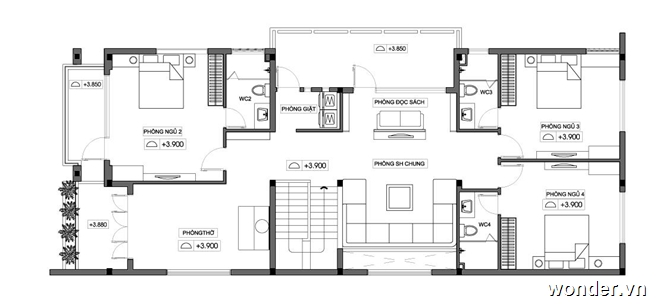 +3.850
+3.850
WC2
PHÒNG GIẶT
PHÒNG ĐỌC SÁCH
WC3
PHÒNG NGỦ 2
+3.900
PHÒNG NGỦ 3
+3.900
+3.900
PHÒNG SH CHUNG
PHÒNG NGỦ 4
+3.900
+3.880
PHÒNG THỜ
+3.900
WC4
wonder.vn